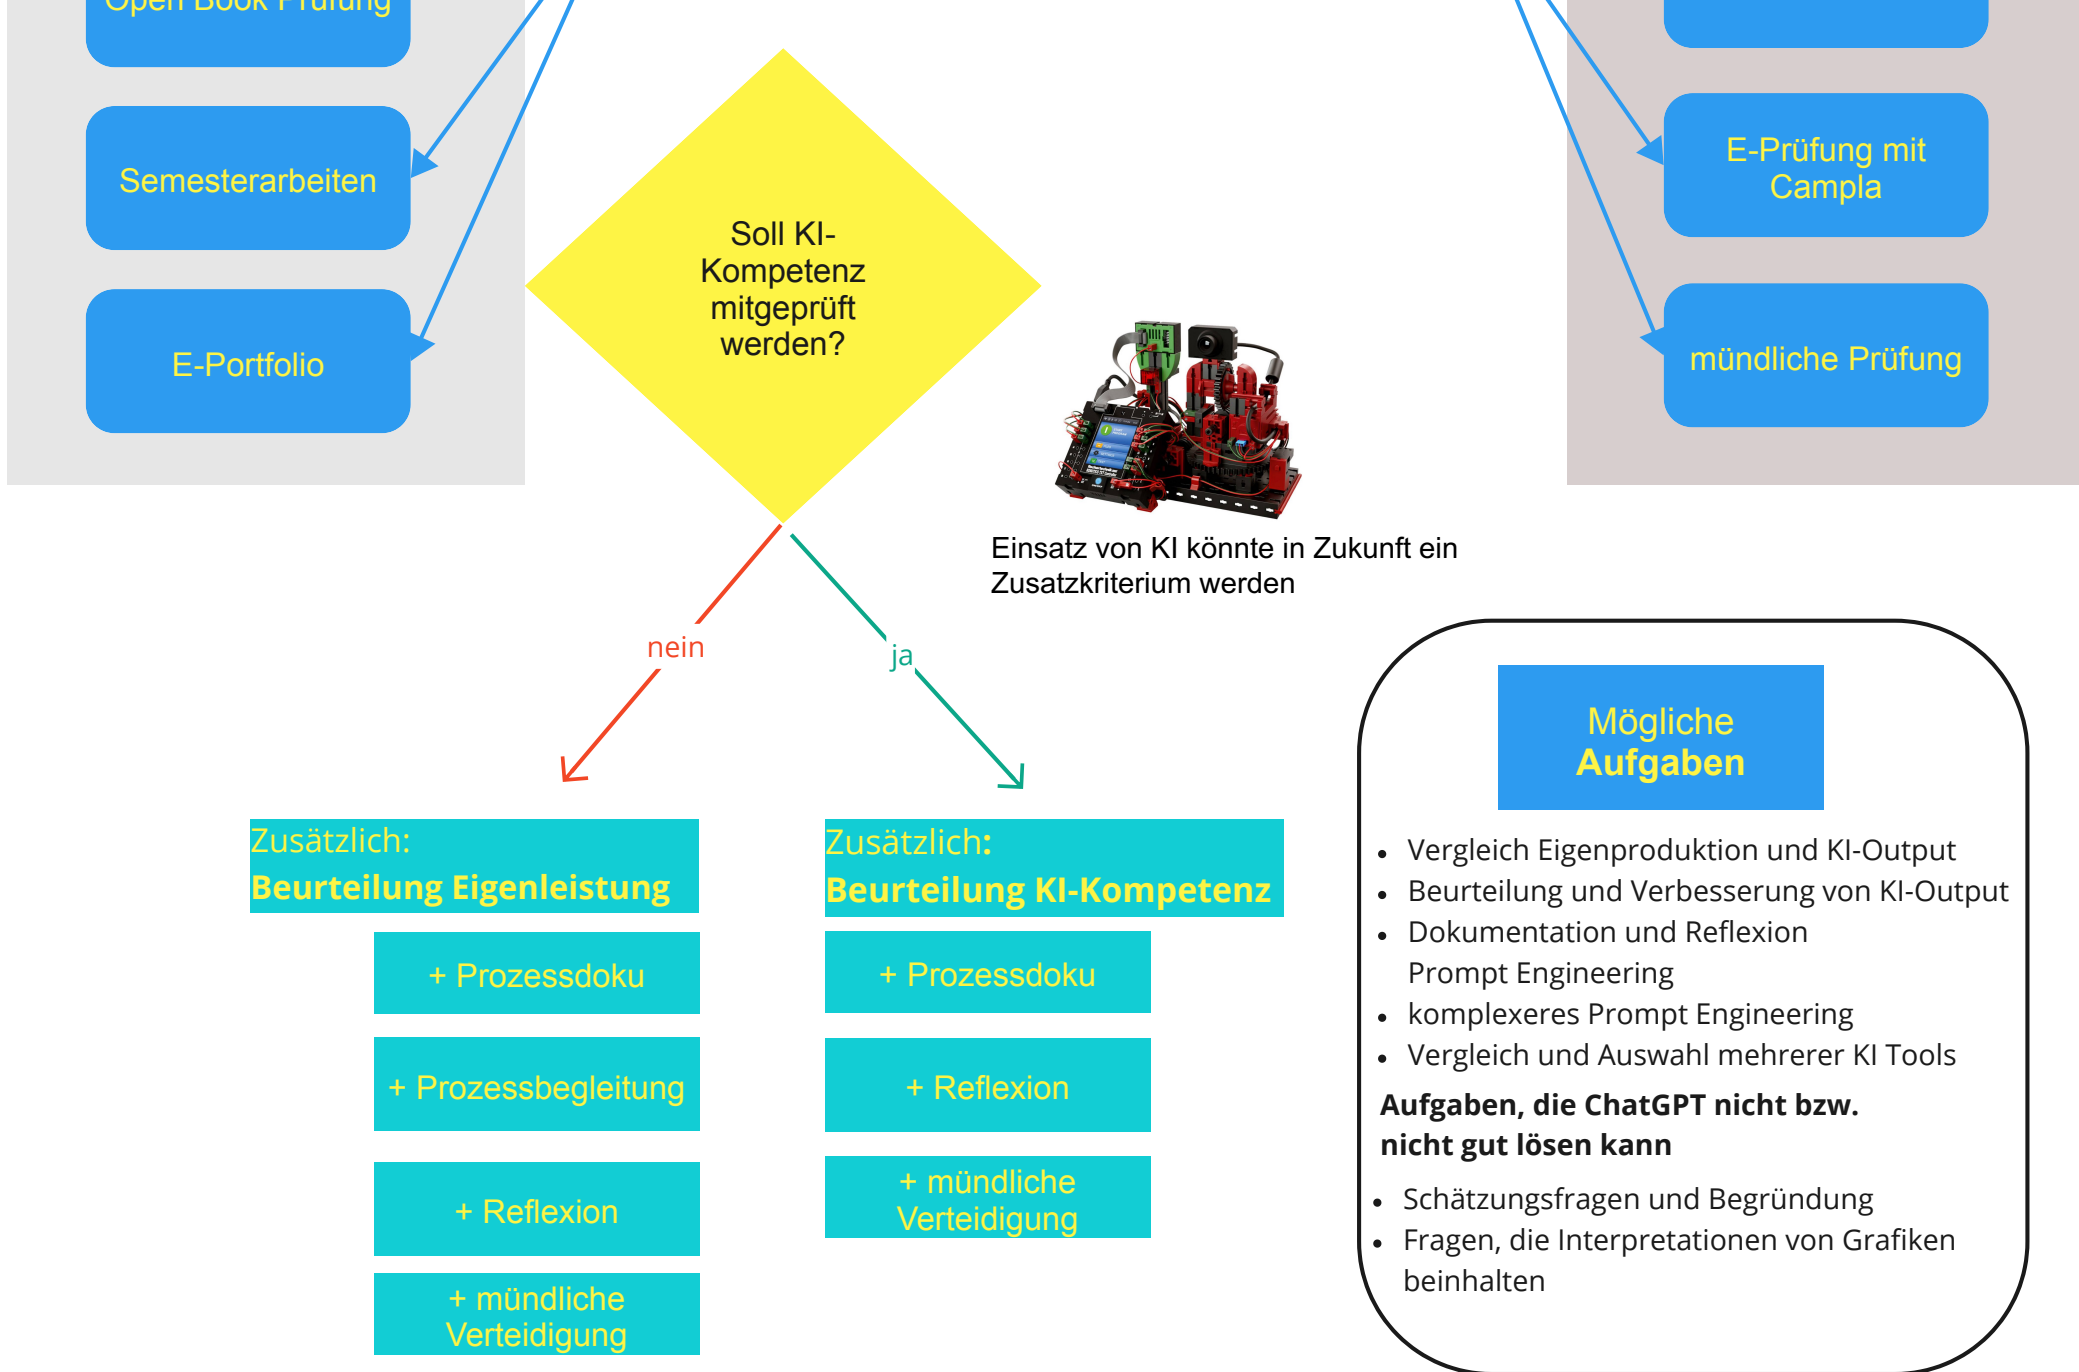 Open Book Prüfung
Semesterarbeiten
E-Portfolio
Soll KI-
Kompetenz
mitgeprüft
werden?
E-Prüfung mit
Campla
mündliche Prüfung
Einsatz von KI könnte in Zukunft ein
Zusatzkriterium werden
nein
ja
Zusätzlich:
Beurteilung Eigenleistung
+ Prozessdoku
+ Prozessbegleitung
+ Reflexion
+ mündliche
Verteidigung
Zusätzlich:
Beurteilung KI-Kompetenz
+ Prozessdoku
+ Reflexion
+ mündliche
Verteidigung
Mögliche
Aufgaben
• Vergleich Eigenproduktion und KI-Output
• Beurteilung und Verbesserung von KI-Output
• Dokumentation und Reflexion
Prompt Engineering
• komplexeres Prompt Engineering
• Vergleich und Auswahl mehrerer KI Tools
Aufgaben, die ChatGPT nicht bzw.
nicht gut lösen kann
• Schätzungsfragen und Begründung
• Fragen, die Interpretationen von Grafiken
beinhalten